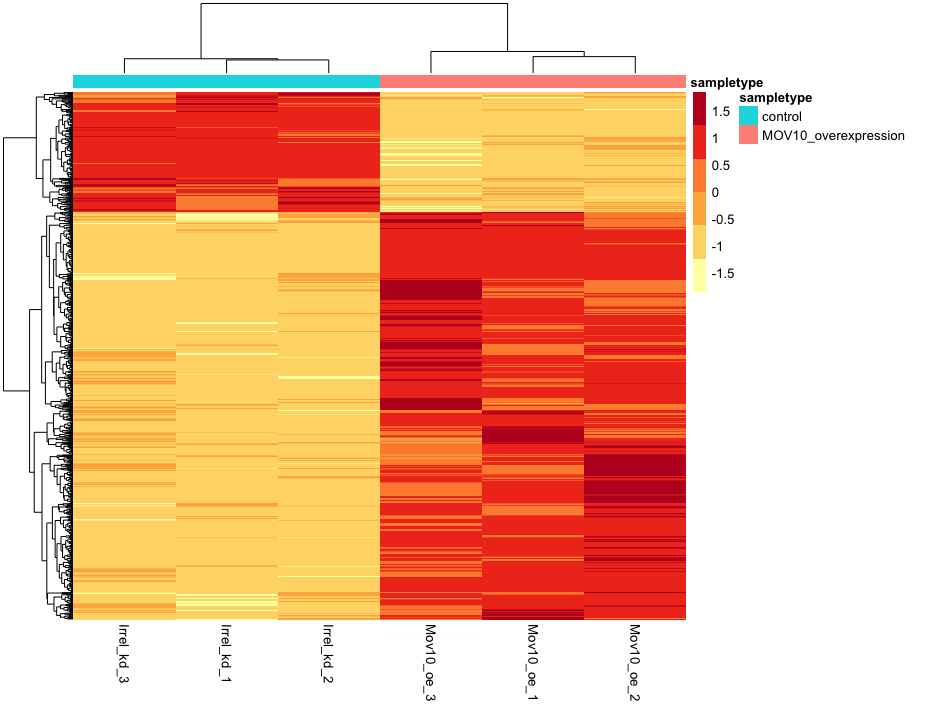 sampletype
sampletype
1.5
control
1
MOV10_overexpression
0.5
0
-0.5
-1
-1.5
Irrel_kd_3
Irrel_kd_1
Irrel_kd_2
Mov10_oe_3
Mov10_oe_1
Mov10_oe_2